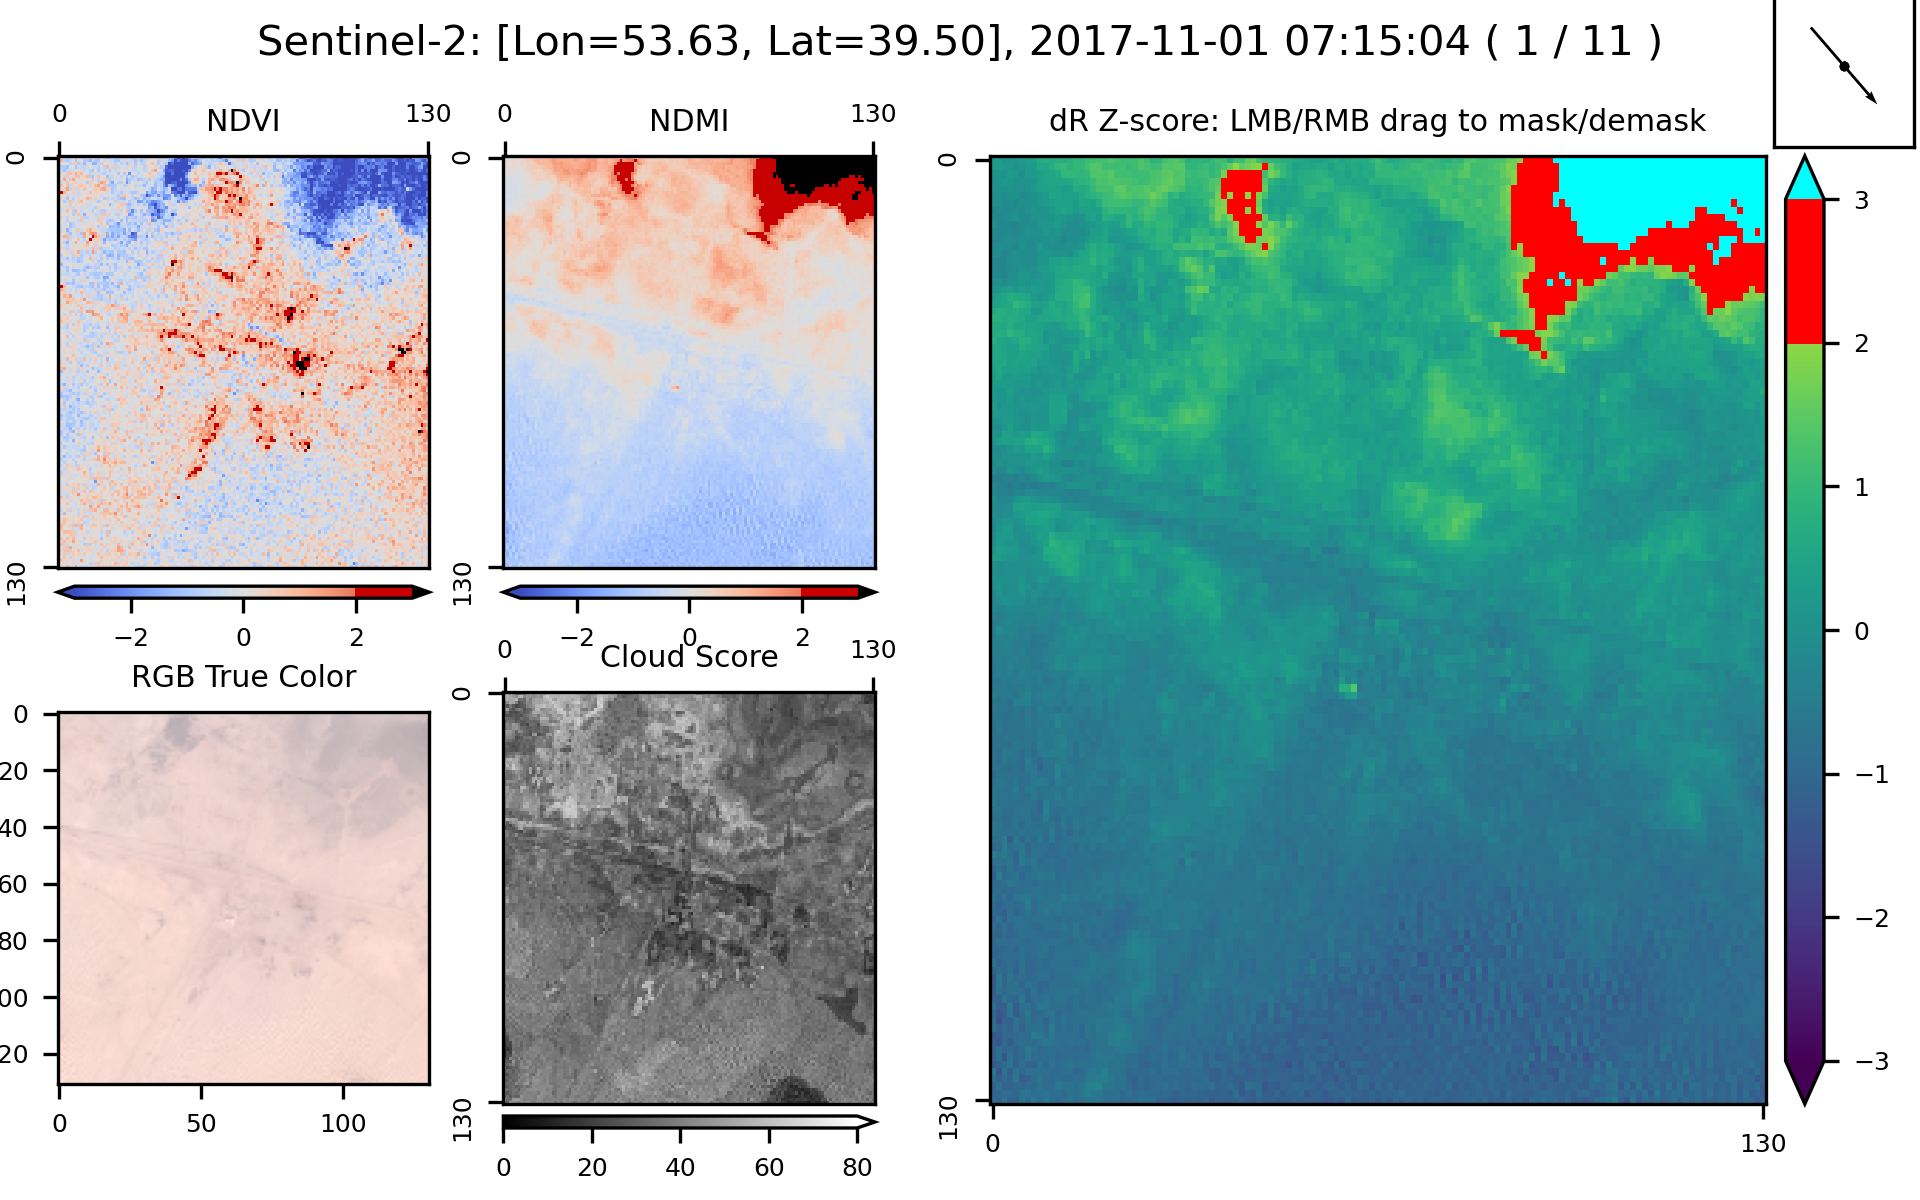 Sentinel-2: [Lon=53.63, Lat=39.50], 2017-11-01 07:15:04 ( 1 / 11 )
NDVI
0 130
0
130
−2 0 2
NDMI
0 130
0
130
−2 0 2
dR Z-score: LMB/RMB drag to mask/demask
0
130
0 130
3
2
1
0
−1
−2
−3
RGB True Color
0
20
40
60
80
00
20
0 50 100
Cloud Score
0 130
0
130
0 20 40 60 80